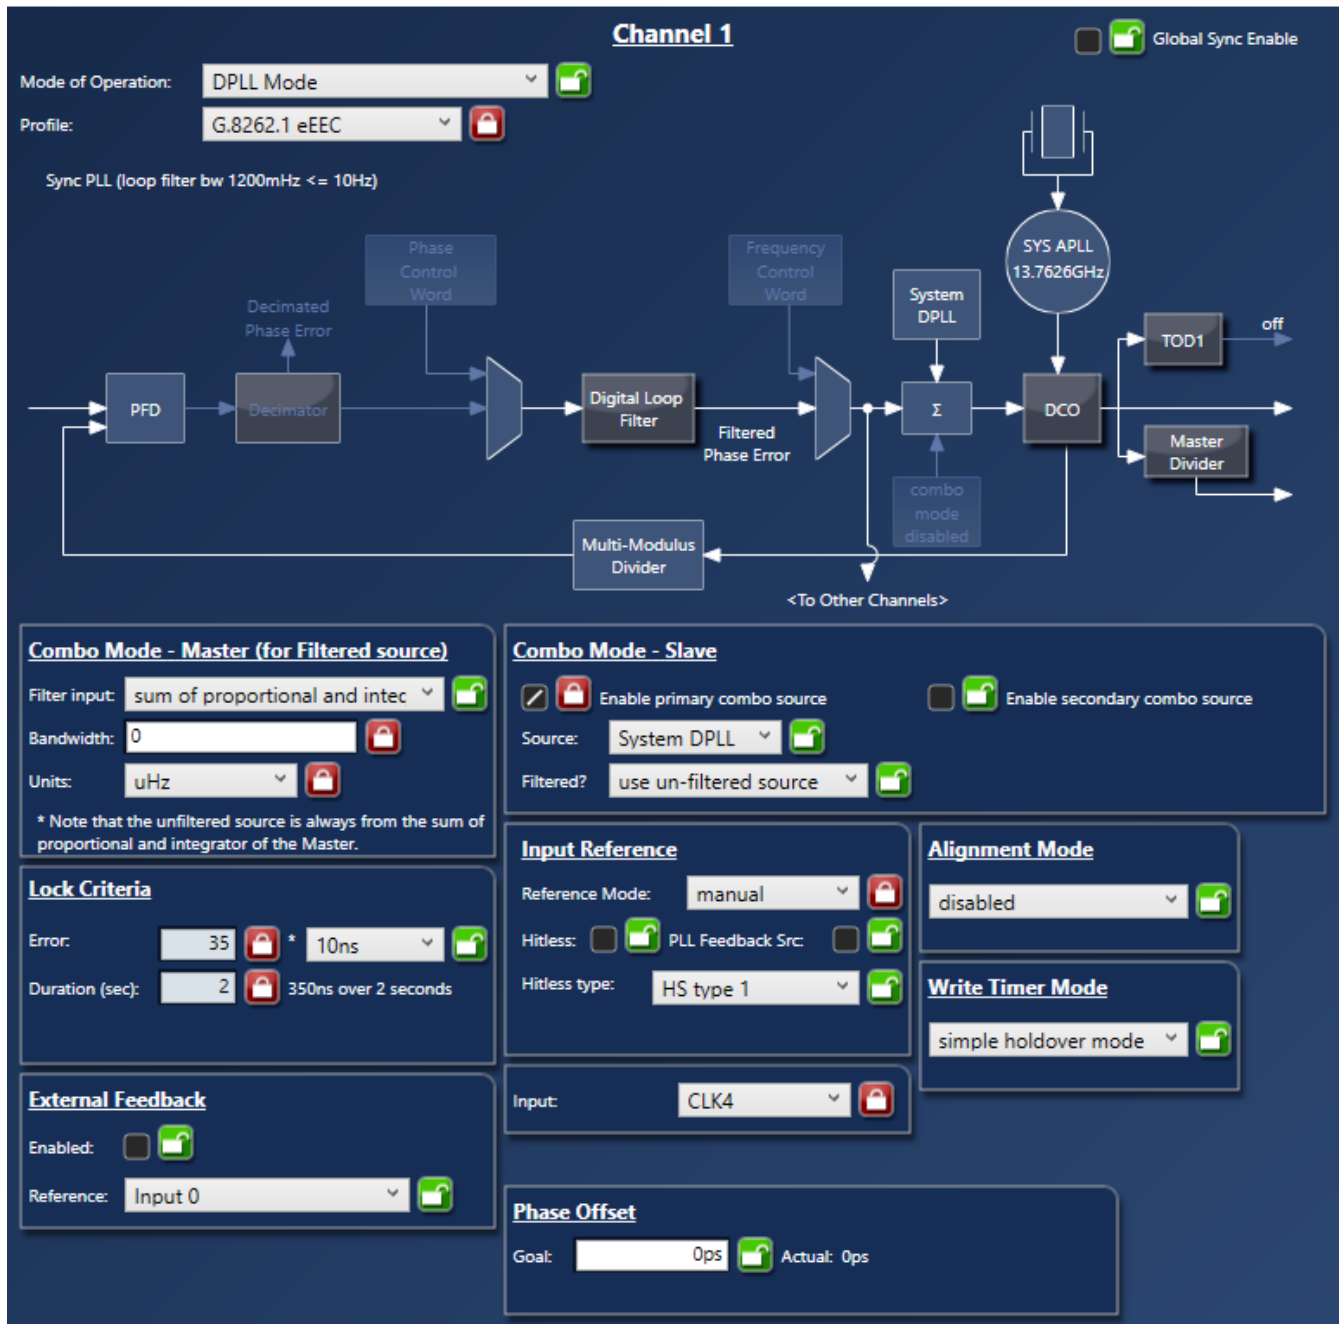 Channel 1
Global Sync Enable
Mode of Operation: DPLL Mode
Profile: G.8262.1 eEEC
Sync PLL (loop filter bw 1200mHz <= 10Hz)
Phase
Control
Word
Frequency
Control
Word
SYS APLL
13.7626GHz
System
DPLL
Decimated
Phase Error
TOD1
off
PFD
Decimator
Digital Loop
Filter
Filtered
Phase Error
Σ
DCO
Master
Divider
combo
mode
disabled
Multi-Modulus
Divider
<To Other Channels>
Combo Mode - Master (for Filtered source)
Filter input: sum of proportional and intec
Bandwidth: 0
Units: uHz
* Note that the unfiltered source is always from the sum of
proportional and integrator of the Master.
Combo Mode - Slave
Enable primary combo source
Enable secondary combo source
Source: System DPLL
Filtered? use un-filtered source
Lock Criteria
Error: 35 * 10ns
Duration (sec): 2 350ns over 2 seconds
Input Reference
Reference Mode: manual
Hitless: PLL Feedback Src:
Hitless type: HS type 1
Alignment Mode
disabled
Write Timer Mode
simple holdover mode
External Feedback
Enabled:
Reference: Input 0
Input: CLK4
Phase Offset
Goal: 0ps Actual: 0ps